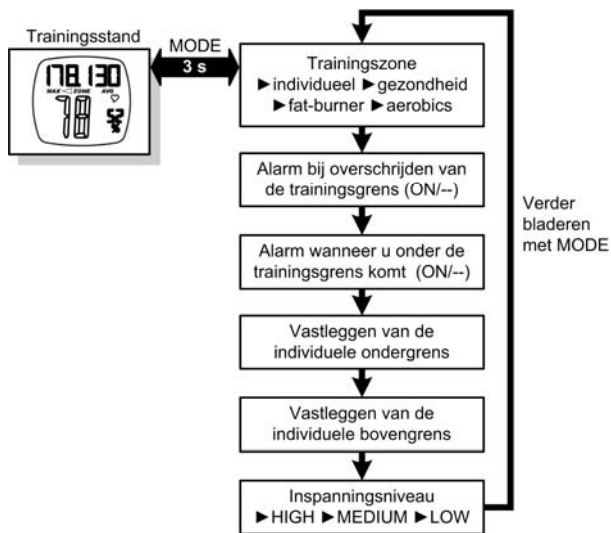 Trainingsstand
MODE
3 s
178.130
MAX ZONE AVG
78
%
Trainingszone
►individueel ►gezondheid
►fat-burner ►aerobics
Alarm bij overschrijden van
de trainingsgrens (ON/--)
Alarm wanneer u onder de
trainingsgrens komt (ON/--)
Vastleggen van de
individuele ondergrens
Vastleggen van de
individuele bovengrens
Inspanningsniveau
►HIGH ►MEDIUM ►LOW
Verder
bladeren
met MODE